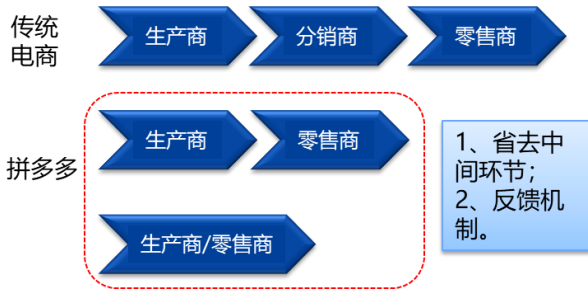 传统
电商
生产商
分销商
零售商
拼多多
生产商
零售商
生产商/零售商
1、省去中
间环节；
2、反馈机
制。